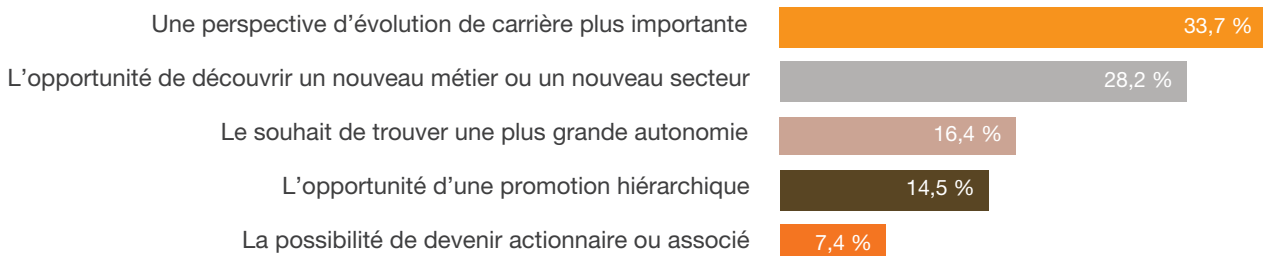 Une perspective d’évolution de carrière plus importante 33,7 %
L’opportunité de découvrir un nouveau métier ou un nouveau secteur 28,2 %
Le souhait de trouver une plus grande autonomie 16,4 %
L’opportunité d’une promotion hiérarchique 14,5 %
La possibilité de devenir actionnaire ou associé 7,4 %